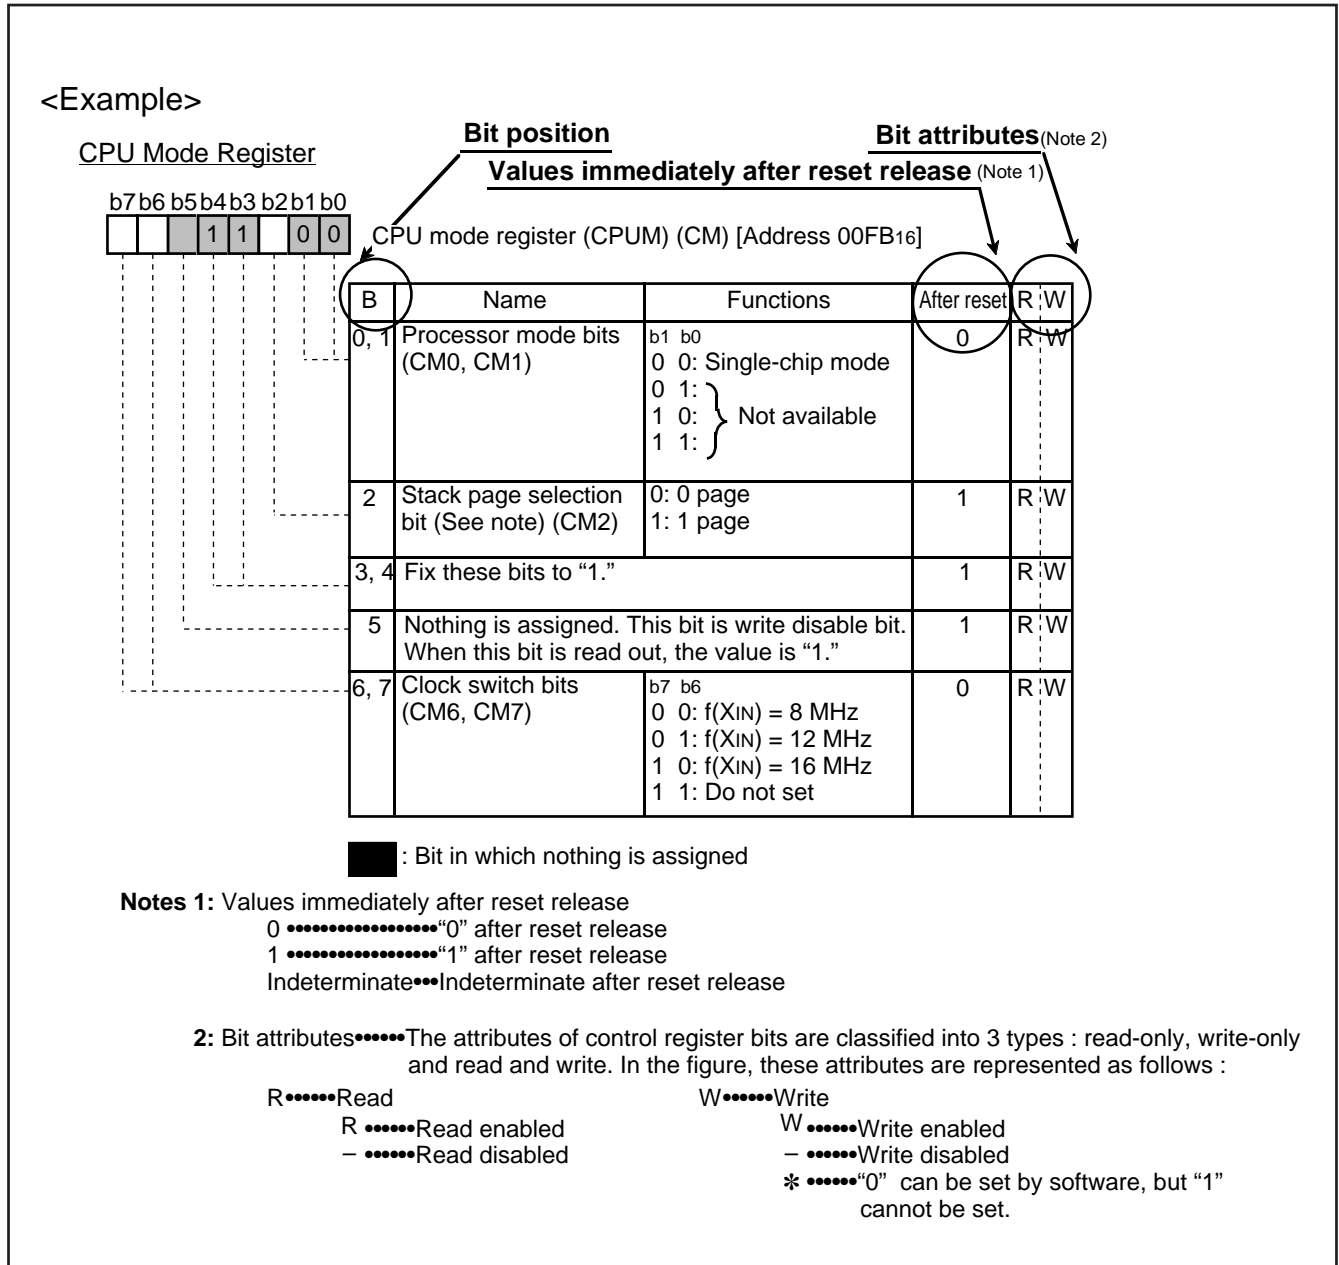 <Example>
Bit position
Bit attributes(Note 2)
CPU Mode Register
Values immediately after reset release (Note 1)
b7 b6 b5 b4 b3 b2 b1 b0
1 1 0 0
CPU mode register (CPUM) (CM) [Address 00FB16]
B Name Functions After reset R W
0, 1 Processor mode bits b1 b0 0 R W
(CM0, CM1) 0 0: Single-chip mode
0 1:
1 0: Not available
1 1:
2 Stack page selection 0: 0 page 1 R W
bit (See note) (CM2) 1: 1 page
3, 4 Fix these bits to “1.” 1 R W
5 Nothing is assigned. This bit is write disable bit. 1 R W
When this bit is read out, the value is “1.”
6, 7 Clock switch bits b7 b6 0 R W
(CM6, CM7) 0 0: f(XIN) = 8 MHz
0 1: f(XIN) = 12 MHz
1 0: f(XIN) = 16 MHz
1 1: Do not set
: Bit in which nothing is assigned
Notes 1: Values immediately after reset release
0 ••••••••••••••••••“0” after reset release
1 ••••••••••••••••••“1” after reset release
Indeterminate•••Indeterminate after reset release
2: Bit attributes••••••The attributes of control register bits are classified into 3 types : read-only, write-only
and read and write. In the figure, these attributes are represented as follows :
R••••••Read W••••••Write
R ••••••Read enabled W ••••••Write enabled
– ••••••Read disabled – ••••••Write disabled
✻ ••••••“0” can be set by software, but “1”
cannot be set.